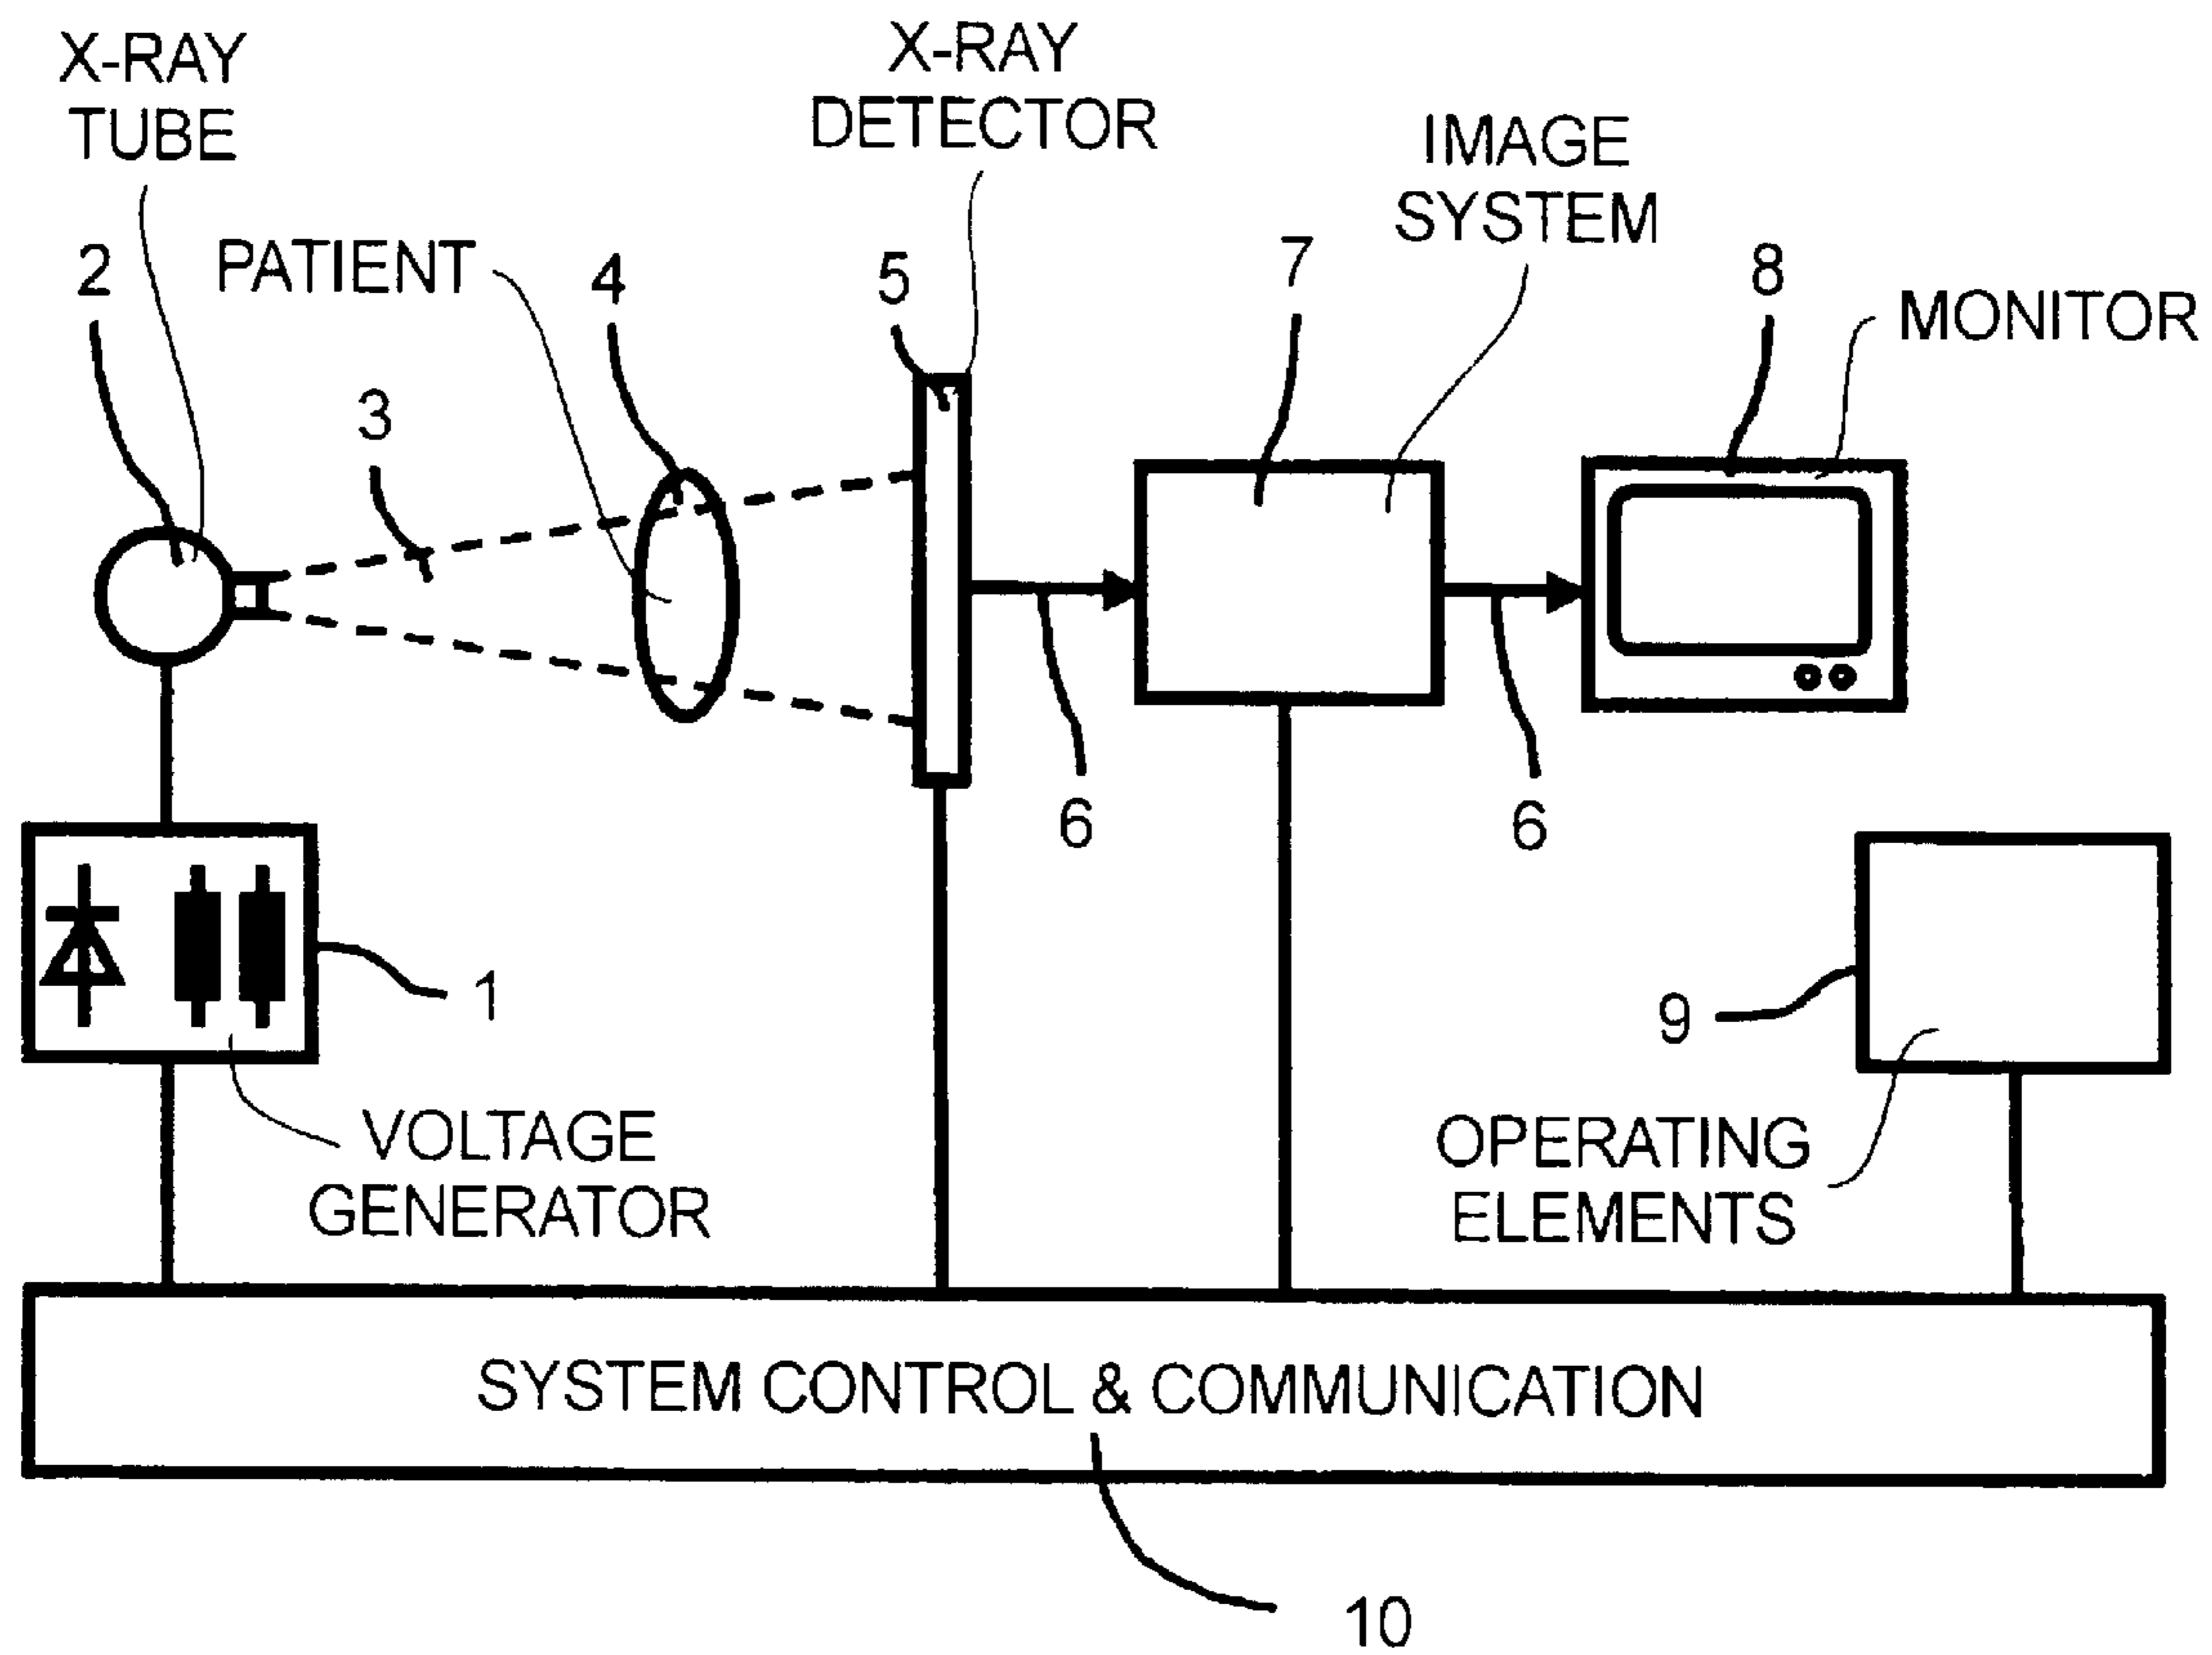 X-RAY
TUBE
X-RAY
DETECTOR
IMAGE
SYSTEM
2
PATIENT
4
5
7
8
MONITOR
3
6
6
1
9
VOLTAGE
GENERATOR
OPERATING
ELEMENTS
SYSTEM CONTROL & COMMUNICATION
10